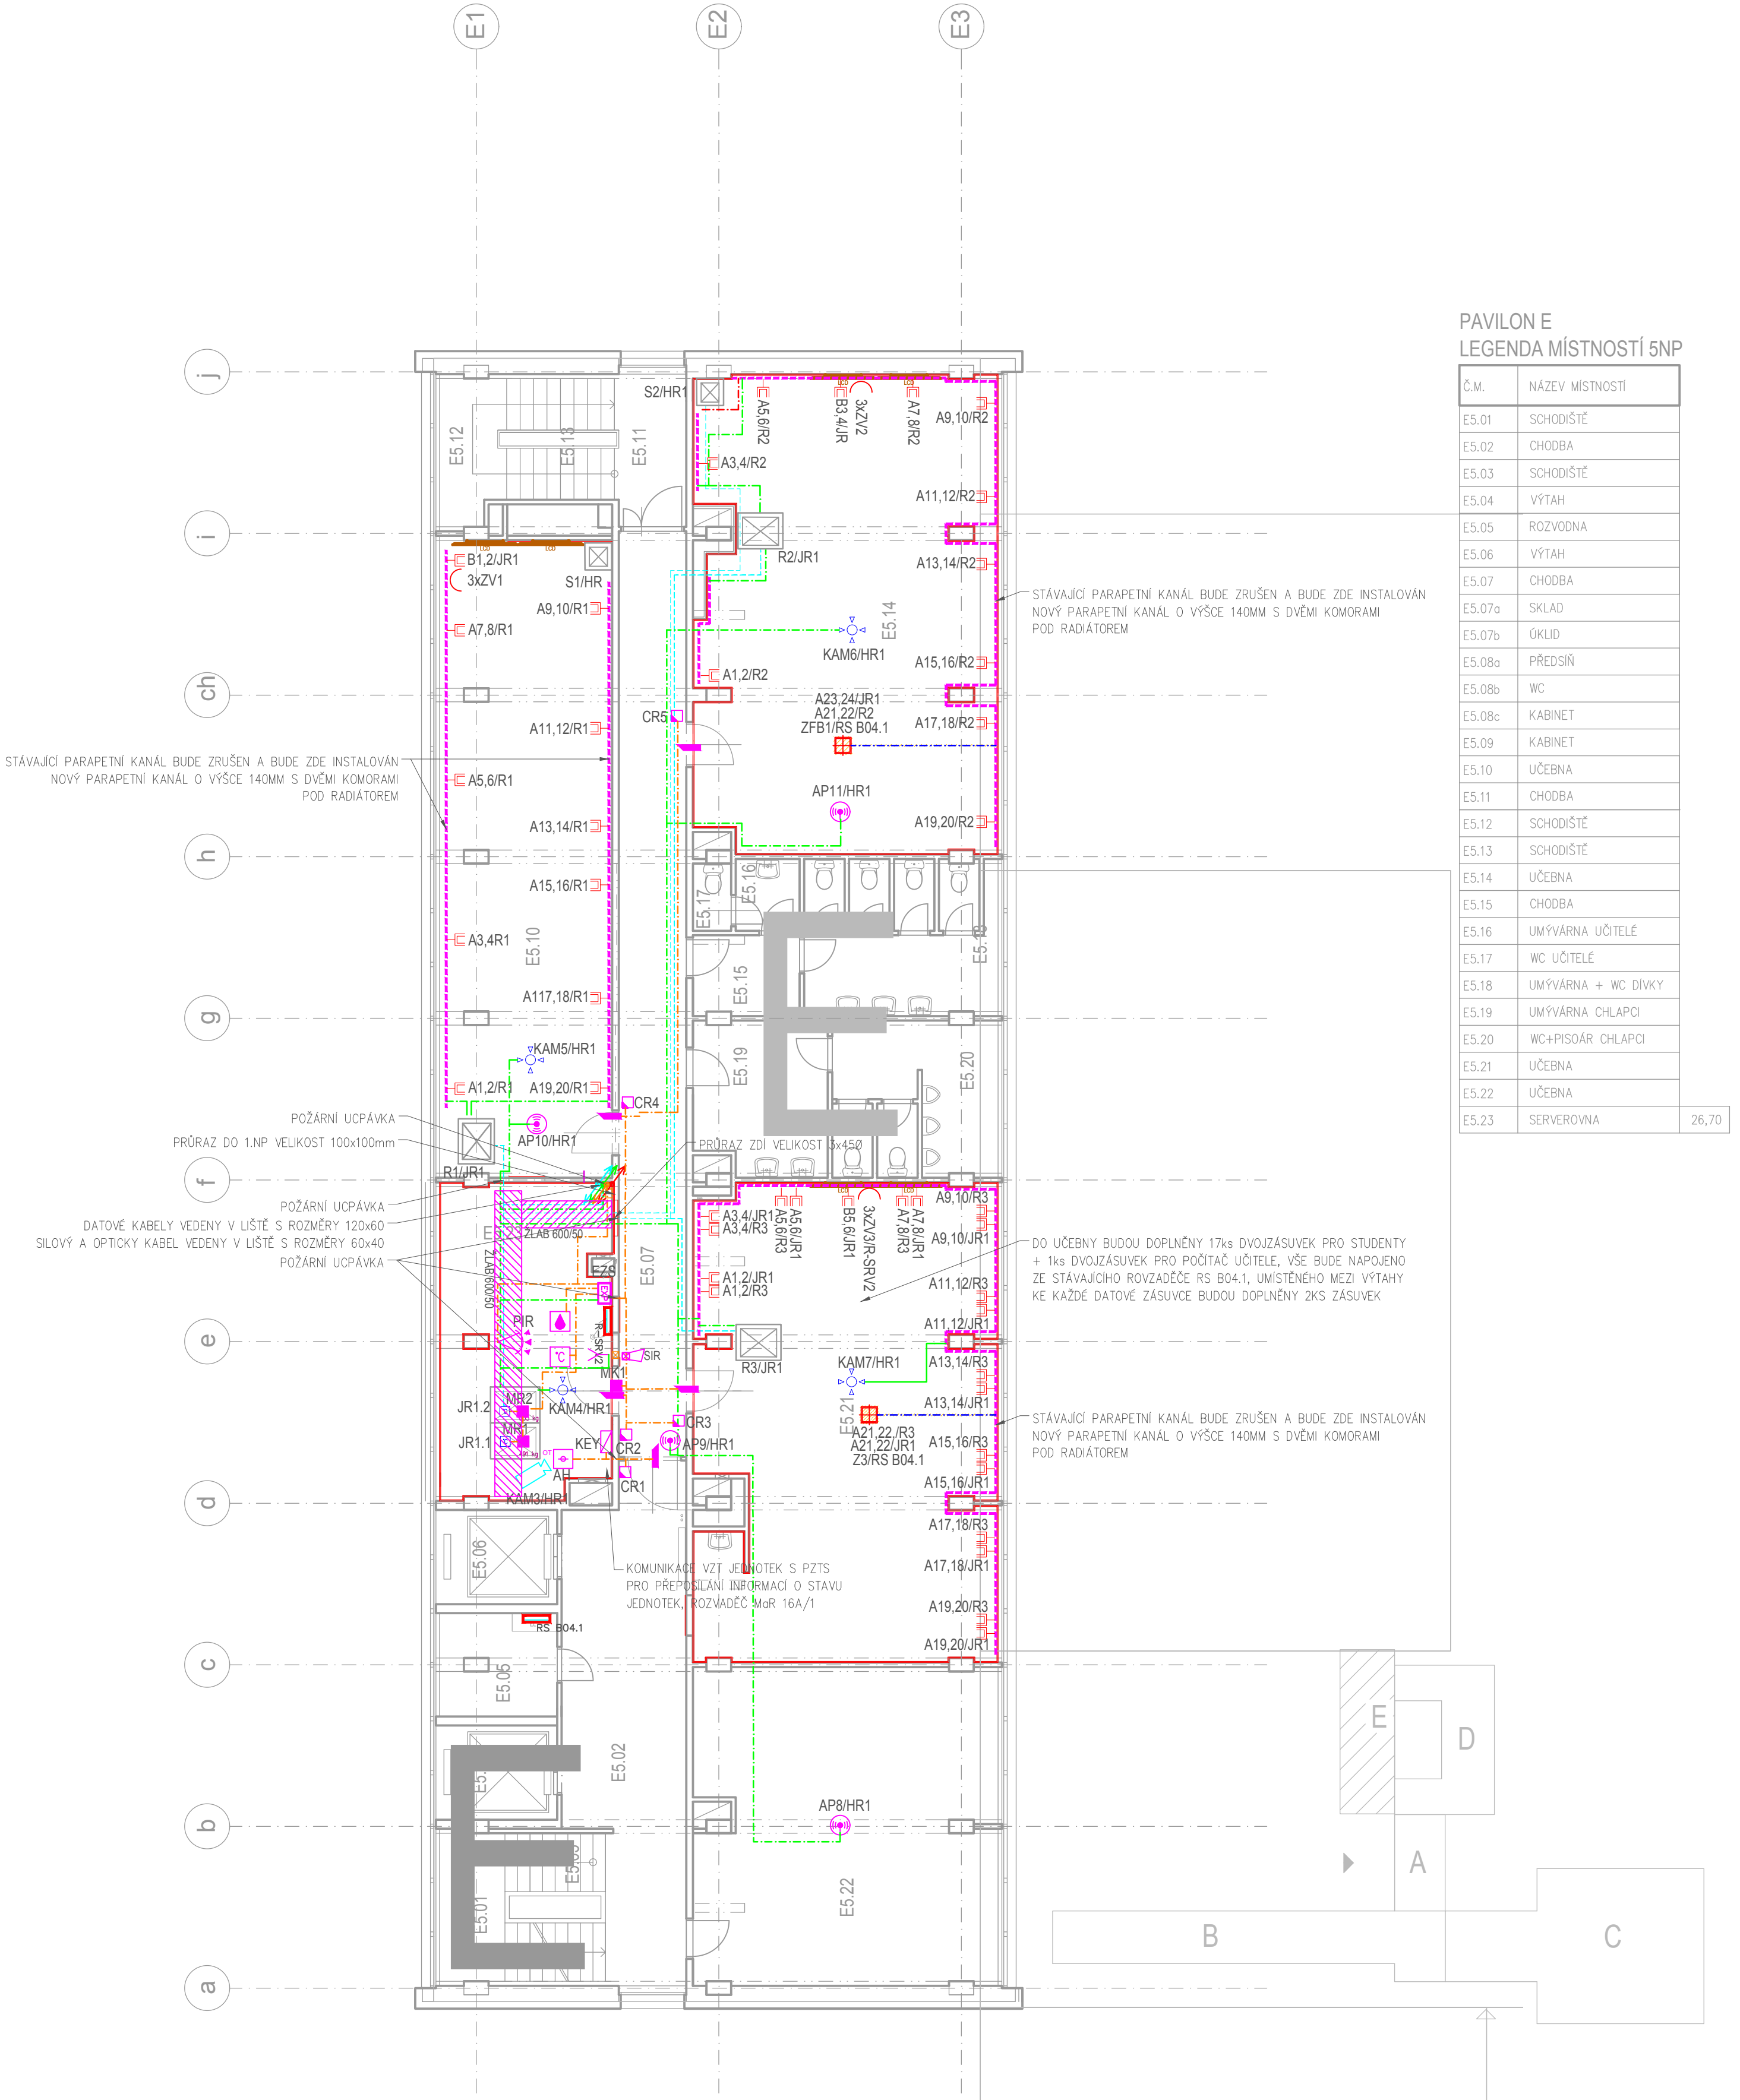 E1
E2
E3
j
i
ch
h
g
f
e
d
c
b
a
PAVILON E
LEGENDA MÍSTNOSTÍ 5NP
Č.M. NÁZEV MÍSTNOSTÍ
E5.01 SCHODIŠTĚ
E5.02 CHODBA
E5.03 SCHODIŠTĚ
E5.04 VÝTAH
E5.05 ROZVODNA
E5.06 VÝTAH
E5.07 CHODBA
E5.07a SKLAD
E5.07b ÚKLID
E5.08a PŘEDSÍŇ
E5.08b WC
E5.08c KABINET
E5.09 KABINET
E5.10 UČEBNA
E5.11 CHODBA
E5.12 SCHODIŠTĚ
E5.13 SCHODIŠTĚ
E5.14 UČEBNA
E5.15 CHODBA
E5.16 UMÝVÁRNA UČITELÉ
E5.17 WC UČITELÉ
E5.18 UMÝVÁRNA + WC DÍVKY
E5.19 UMÝVÁRNA CHLAPCI
E5.20 WC+PISOÁR CHLAPCI
E5.21 UČEBNA
E5.22 UČEBNA
E5.23 SERVEROVNA 26,70
S2/HR1
A5,6/R2
B3,4/JR
3xZV2
A7,8/R2
A9,10/R2
E5.12
E5.13
E5.11
A3,4/R2
A11,12/R2
B1,2/JR1
3xZV1
S1/HR
R2/JR1
A13,14/R2
A9,10/R1
A7,8/R1
E5.14
KAM6/HR1
STÁVAJÍCÍ PARAPETNÍ KANÁL BUDE ZRUŠEN A BUDE ZDE INSTALOVÁN
NOVÝ PARAPETNÍ KANÁL O VÝŠCE 140MM S DVĚMI KOMORAMI
POD RADIÁTOREM
A15,16/R2
A1,2/R2
A23,24/JR1
A21,22/R2
ZFB1/RS B04.1
CR5
A17,18/R2
A11,12/R1
STÁVAJÍCÍ PARAPETNÍ KANÁL BUDE ZRUŠEN A BUDE ZDE INSTALOVÁN
NOVÝ PARAPETNÍ KANÁL O VÝŠCE 140MM S DVĚMI KOMORAMI
POD RADIÁTOREM
A5,6/R1
AP11/HR1
A13,14/R1
A19,20/R2
A15,16/R1
E5.17
E5.16
A3,4R1
E5.10
E5.15
A117,18/R1
KAM5/HR1
E5.19
E5.20
A1,2/R1
A19,20/R1
CR4
POŽÁRNÍ UCPÁVKA
AP10/HR1
PRŮRAZ DO 1.NP VELIKOST 100x100mm
PRŮRAZ ZDÍ VELIKOST 3x450
R1/JR1
POŽÁRNÍ UCPÁVKA
DATOVÉ KABELY VEDENY V LIŠTĚ S ROZMĚRY 120x60
SILOVÝ A OPTICKÝ KABEL VEDENY V LIŠTĚ S ROZMĚRY 60x40
POŽÁRNÍ UCPÁVKA
ŽLAB 600/50
ŽLAB 600/50
E5.07
A3,4/JR1
A3,4/R3
A5,6/R3
A5,6/JR1
B5,6/JR1
3xZV3/R-SRV2
A7,8/R3
A7,8/JR1
A9,10/R3
A9,10/JR1
A1,2/JR1
A1,2/R3
A11,12/R3
A11,12/JR1
DO UČEBNY BUDOU DOPLNĚNY 17ks DVOJZÁSUVEK PRO STUDENTY
+ 1ks DVOJZÁSUVEK PRO POČÍTAČ UČITELE, VŠE BUDE NAPOJENO
ZE STÁVAJÍCÍHO ROVZADĚČE RS B04.1, UMÍSTĚNÉHO MEZI VÝTAHY
KE KAŽDÉ DATOVÉ ZÁSUVCE BUDOU DOPLNĚNY 2KS ZÁSUVEK
EZS
EXP
PIR
R-SRV2
°C
SIR
MK1
R3/JR1
KAM7/HR1
A13,14/R3
A13,14/JR1
JR1.2
MR2
KAM4/HR1
JR1.1
MR1
KEY
CR2
CR3
AP9/HR1
E5.21
A21,22,/R3
A21,22/JR1
Z3/RS B04.1
A15,16/R3
A15,16/JR1
STÁVAJÍCÍ PARAPETNÍ KANÁL BUDE ZRUŠEN A BUDE ZDE INSTALOVÁN
NOVÝ PARAPETNÍ KANÁL O VÝŠCE 140MM S DVĚMI KOMORAMI
POD RADIÁTOREM
OT
AH
CR1
KAM3/HR1
A17,18/R3
A17,18/JR1
E5.06
KOMUNIKACE VZT JEDNOTEK S PZTS
PRO PŘEPOSÍLÁNÍ INFORMACÍ O STAVU
JEDNOTEK, ROZVADĚČ MaR 16A/1
A19,20/R3
A19,20/JR1
RS B04.1
E5.05
E5.02
AP8/HR1
E5.01
E5.22
E
E
E
D
A
B
C